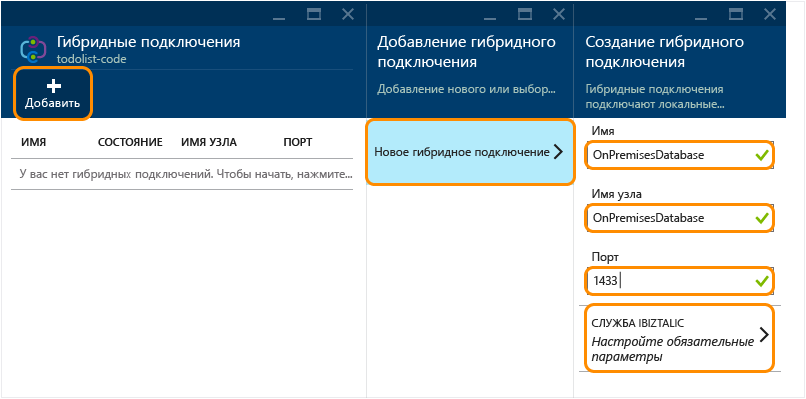 Гибридные подключения
todolist-code
Добавить
ИМЯ СОСТОЯНИЕ ИМЯ УЗЛА ПОРТ
У вас нет гибридных подключений. Чтобы начать, нажмите...
Добавление гибридного
подключения
Добавление нового или выбор...
Новое гибридное подключение
Создание гибридного
подключения
Гибридные подключения
подключают локальные...
Имя
OnPremisesDatabase
Имя узла
OnPremisesDatabase
Порт
1433
СЛУЖБА IBIZTALIC
Настройте обязательные
параметры